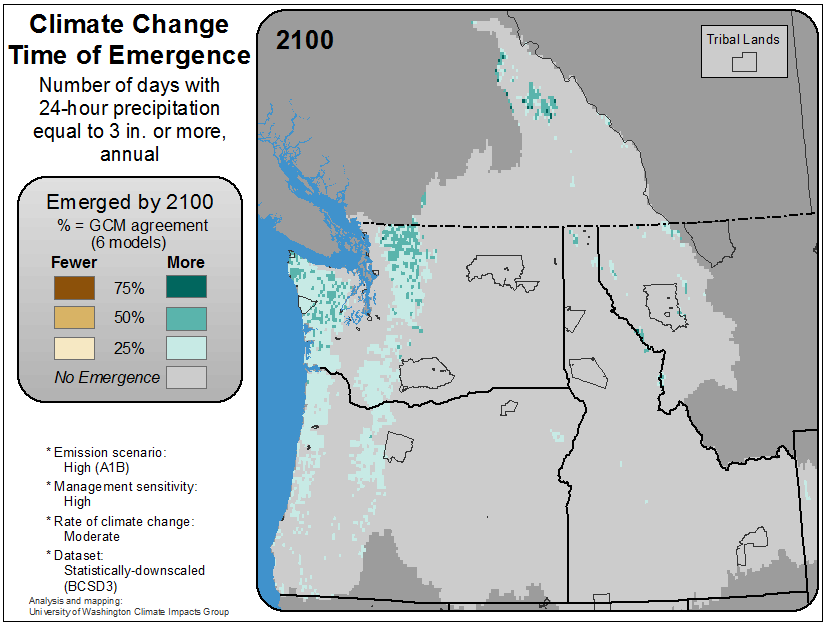 Climate Change
Time of Emergence
Number of days with
24-hour precipitation
equal to 3 in. or more,
annual
Emerged by 2100
% = GCM agreement
(6 models)
Fewer More
75%
50%
25%
No Emergence
* Emission scenario:
High (A1B)
* Management sensitivity:
High
* Rate of climate change:
Moderate
* Dataset:
Statistically-downscaled
(BCSD3)
Analysis and mapping:
University of Washington Climate Impacts Group
2100
Tribal Lands